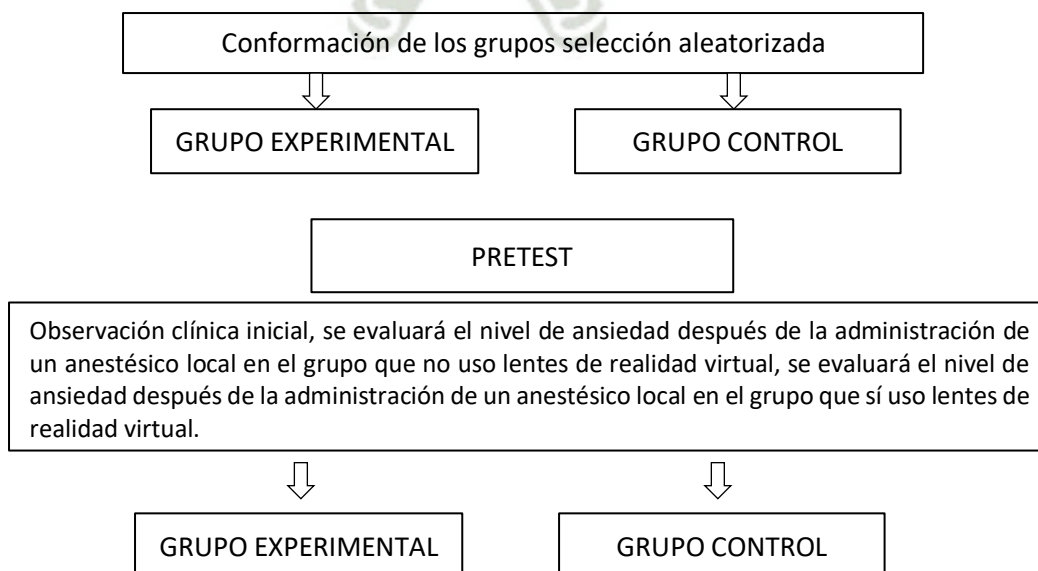 Conformación de los grupos selección aleatorizada
GRUPO EXPERIMENTAL
GRUPO CONTROL
PRETEST
Observación clínica inicial, se evaluará el nivel de ansiedad después de la administración de
un anestésico local en el grupo que no uso lentes de realidad virtual, se evaluará el nivel de
ansiedad después de la administración de un anestésico local en el grupo que sí uso lentes de
realidad virtual.
GRUPO EXPERIMENTAL
GRUPO CONTROL